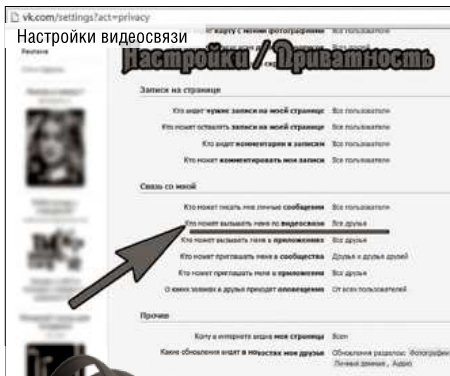 vk.com/settings?act=privacy
Настройки видеосвязи
Настройки / Приватность
карту с моими фотографиями
Записи на странице
Кто видит чужие записи на моей странице Все пользователи
Кто может оставлять записи на моей странице Все пользователи
Кто видит комментарии к записям Все пользователи
Кто может комментировать мои записи Все пользователи
Связь со мной
Кто может писать мне личные сообщения Все пользователи
Кто может вызывать меня по видеосвязи Все друзья
Кто может вызывать меня в приложениях Все друзья
Кто может приглашать меня в сообщества Друзья и друзья друзей
Кто может приглашать меня в приложения Все друзья
О каких заявках в друзья приходят оповещения От всех пользователей
Прочее
Кому в интернете видна моя страница Всем
Какие обновления видят в новостях мои друзья Обновления разделов: Фотографии
Личные данные, Аудио